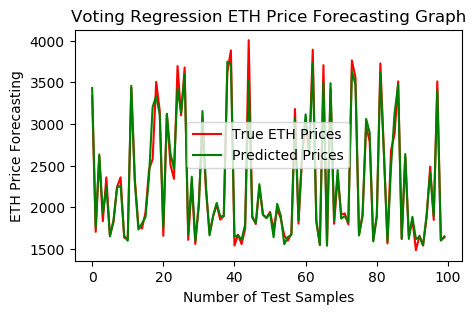 Voting Regression ETH Price Forecasting Graph
4000
3500
3000
2500
2000
1500
ETH Price Forecasting
True ETH Prices
Predicted Prices
0 20 40 60 80 100
Number of Test Samples